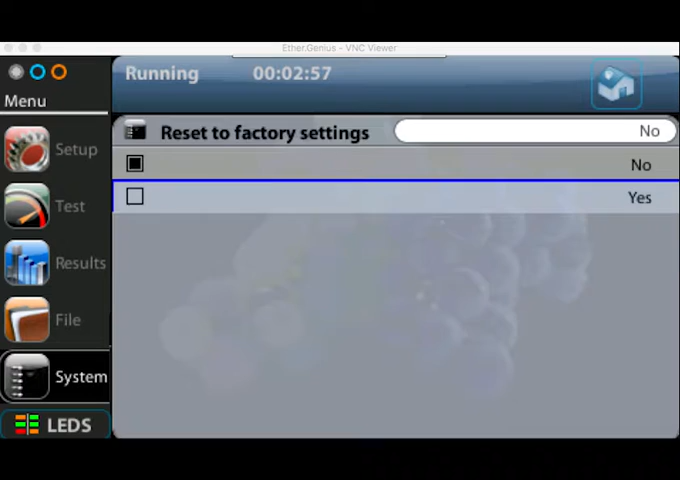 Ether.Genius - VNC Viewer
Running 00:02:57
Menu
Reset to factory settings No
No
Yes
Setup
Test
Results
File
System
LEDS